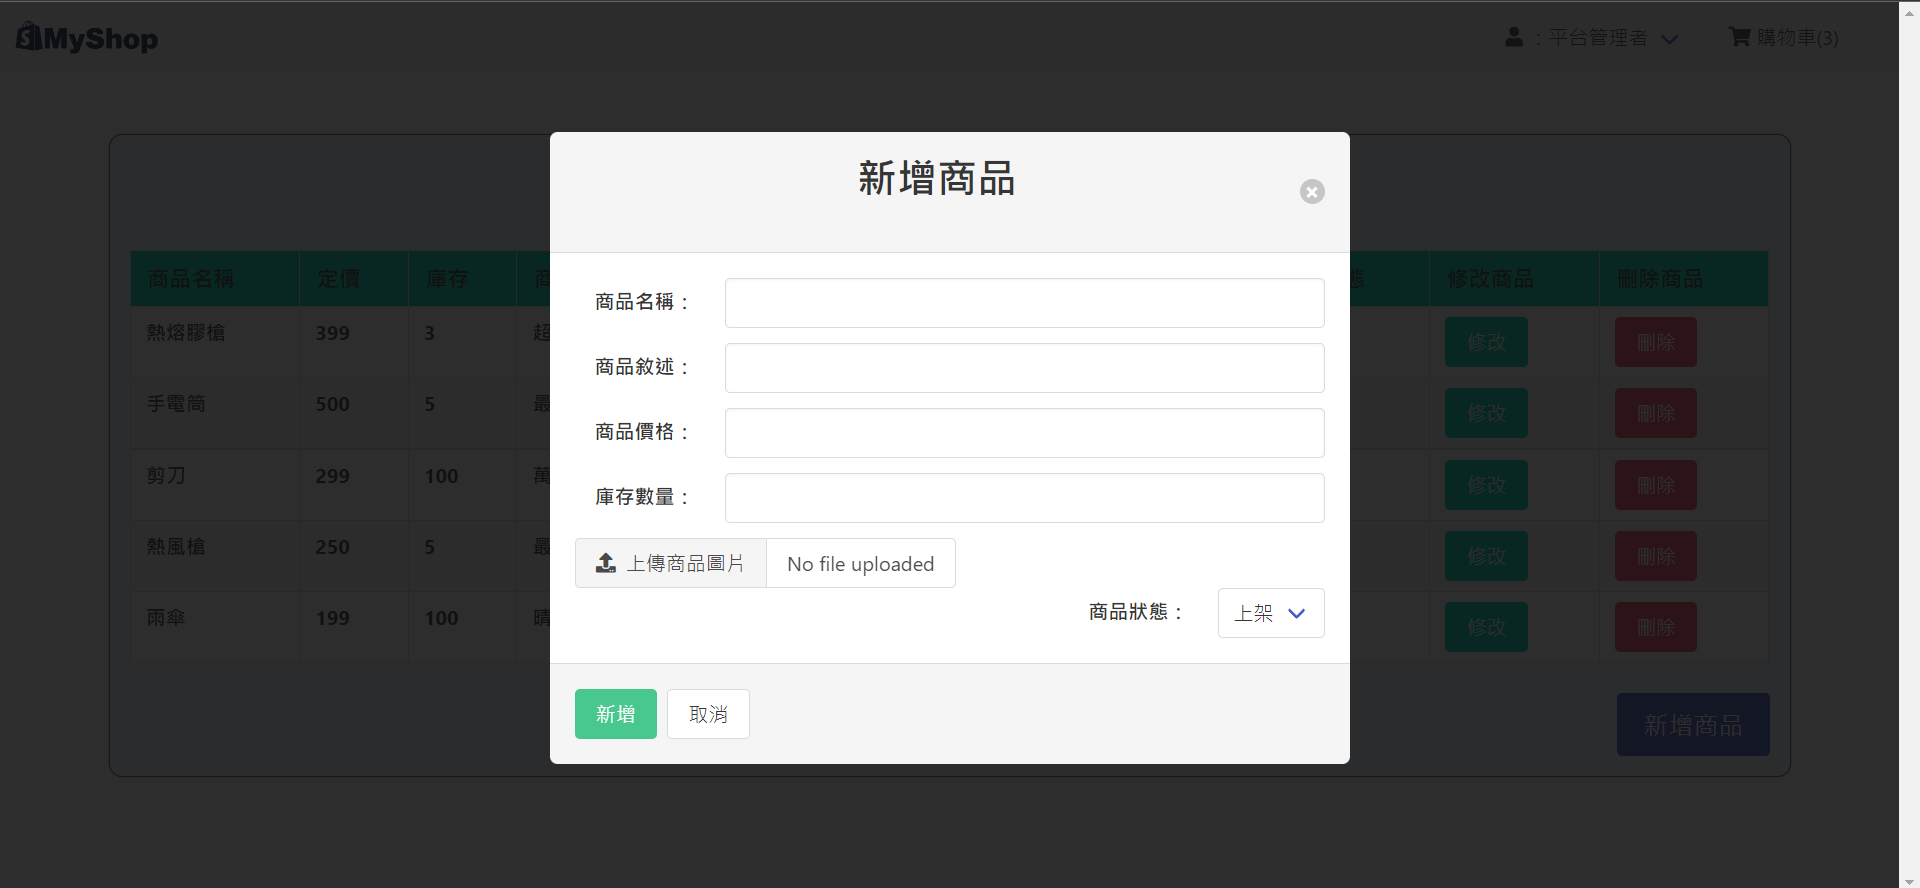 MyShop
：平台管理者
購物車(3)
新增商品
商品名稱 定價 庫存 商 態 修改商品 刪除商品
熱熔膠槍 399 3 超 修改 刪除
手電筒 500 5 最 修改 刪除
剪刀 299 100 萬 修改 刪除
熱風槍 250 5 最 修改 刪除
雨傘 199 100 晴 修改 刪除
商品名稱：
商品敘述：
商品價格：
庫存數量：
上傳商品圖片 No file uploaded
商品狀態： 上架
新增 取消
新增商品